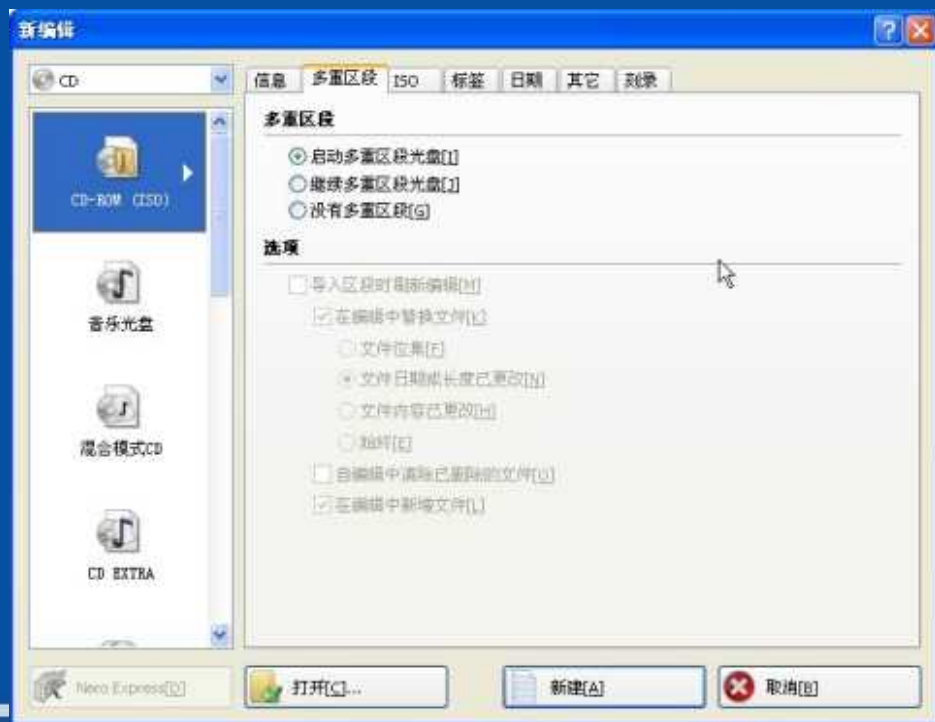 新编辑
CD
信息 多重区段 ISO 标签 日期 其它 刻录
多重区段
启动多重区段光盘[I]
继续多重区段光盘[J]
没有多重区段[G]
选项
导入区段时刷新编辑[M]
在编辑中替换文件[K]
文件位集[F]
文件日期或长度已更改[N]
文件内容已更改[H]
始终[E]
自编辑中清除已删除的文件[O]
在编辑中新增文件[L]
CD-ROM (ISO)
音乐光盘
混合模式CD
CD EXTRA
Nero Express[D]
打开[C]...
新建[A]
取消[B]